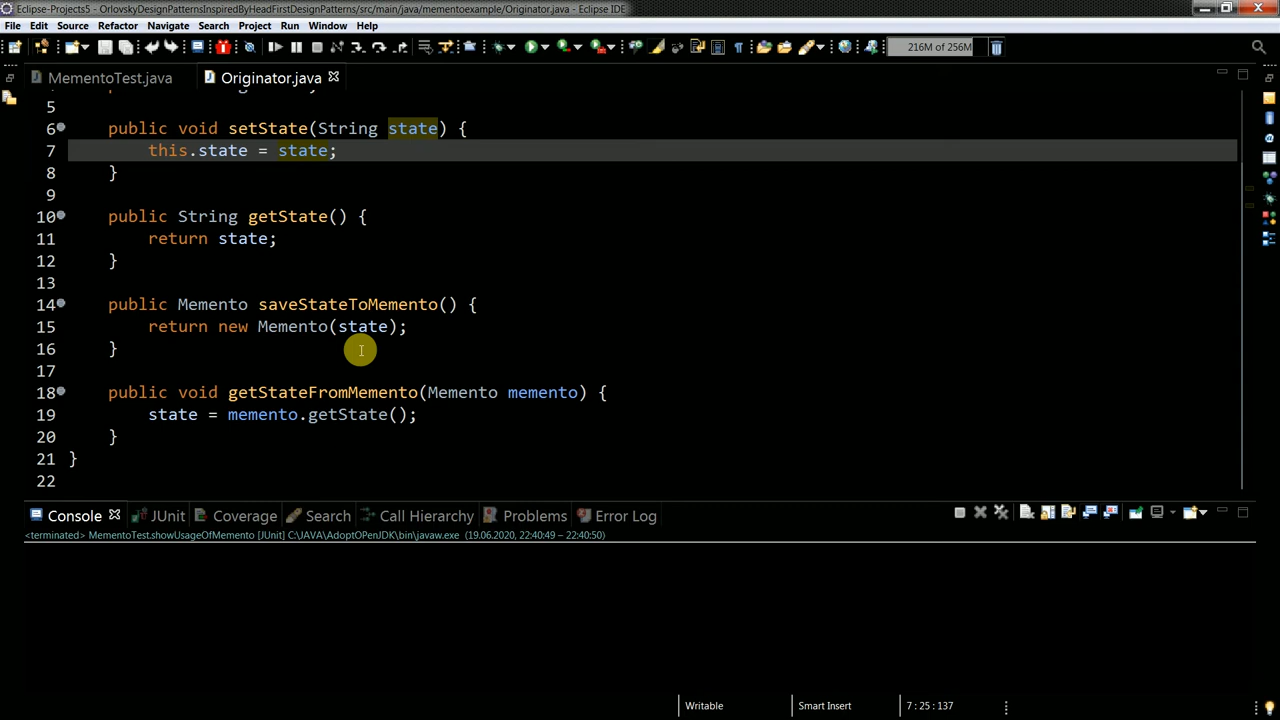 Eclipse-Projects5 - OrlovskyDesignPatternsInspiredByHeadFirstDesignPatterns/src/main/java/mementoexample/Originator.java - Eclipse IDE
File Edit Source Refactor Navigate Search Project Run Window Help
216M of 256M
MementoTest.java Originator.java
5
6 public void setState(String state) {
7 this.state = state;
8 }
9
10 public String getState() {
11 return state;
12 }
13
14 public Memento saveStateToMemento() {
15 return new Memento(state);
16 }
17
18 public void getStateFromMemento(Memento memento) {
19 state = memento.getState();
20 }
21 }
22
Console JUnit Coverage Search Call Hierarchy Problems Error Log
<terminated> MementoTest.showUsageOfMemento [JUnit] C:\JAVA\AdoptOPenJDK\bin\javaw.exe (19.06.2020, 22:40:49 – 22:40:50)
Writable Smart Insert 7 : 25 : 137